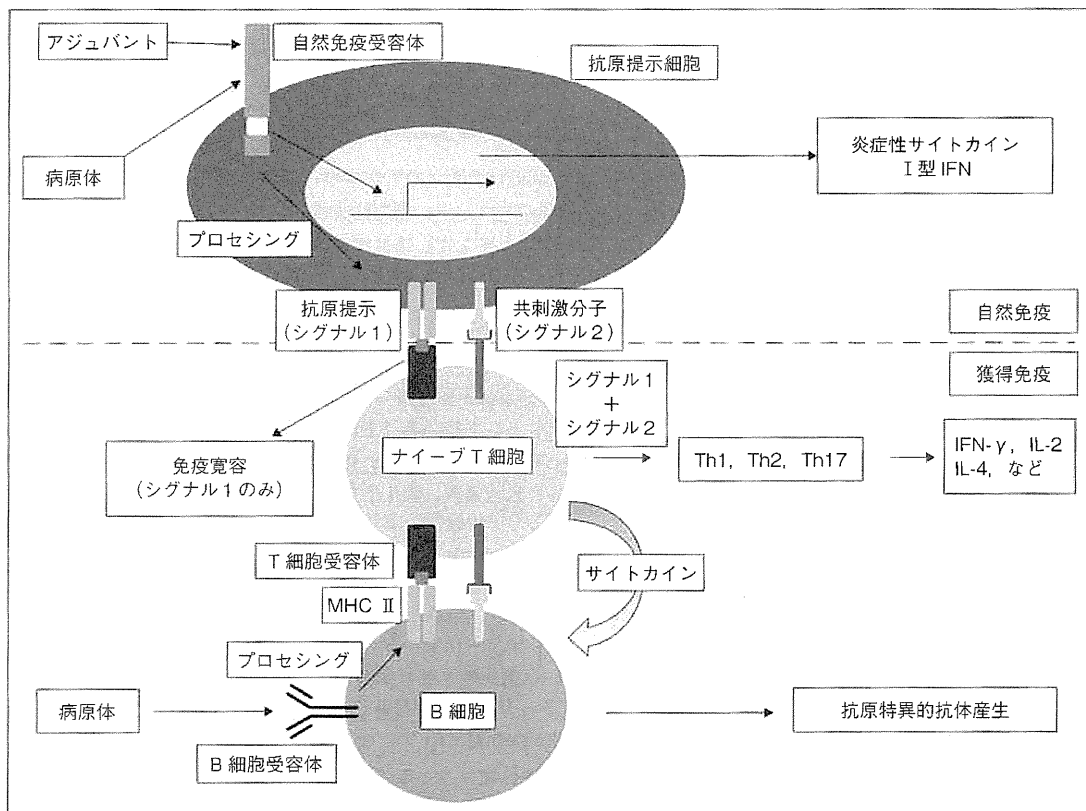 アジュバント
自然免疫受容体
抗原提示細胞
病原体
炎症性サイトカイン
Ⅰ型 IFN
プロセシング
抗原提示
(シグナル1)
共刺激分子
(シグナル2)
自然免疫
獲得免疫
シグナル1
+
シグナル2
免疫寛容
(シグナル1のみ)
ナイーブT細胞
Th1, Th2, Th17
IFN-γ, IL-2
IL-4, など
T細胞受容体
サイトカイン
MHC Ⅱ
プロセシング
病原体
B細胞
抗原特異的抗体産生
B細胞受容体